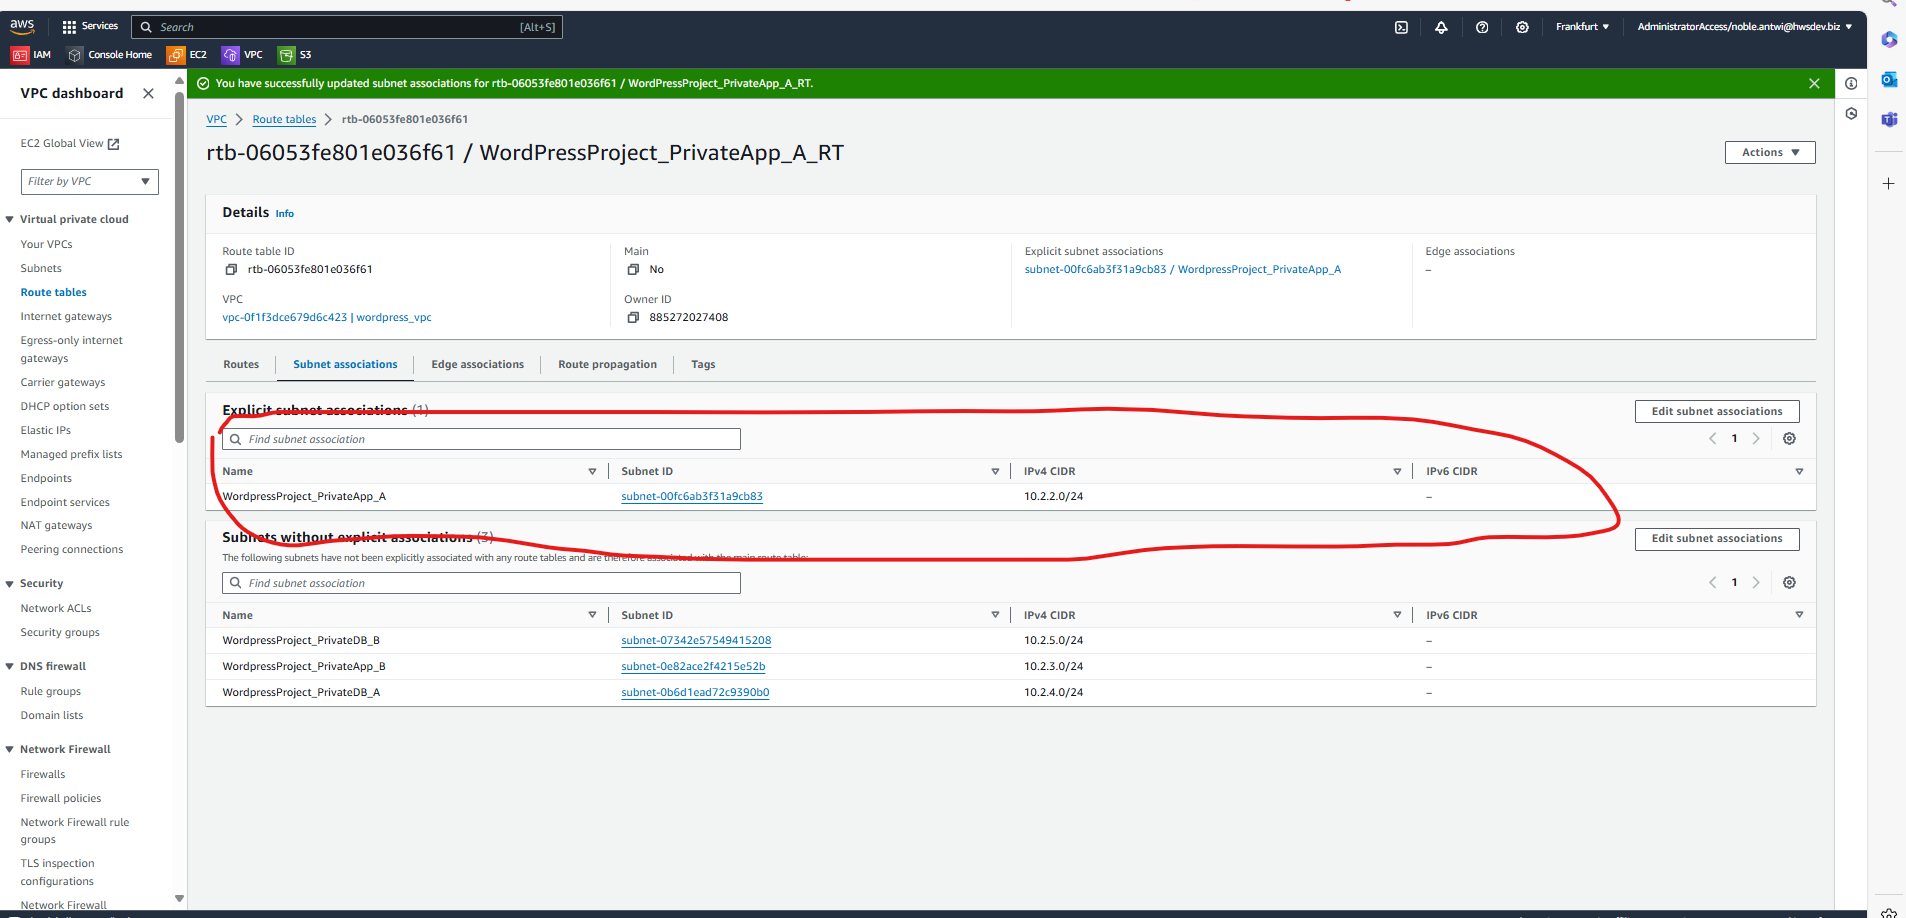 aws Services Search [Alt+S] Frankfurt ▼ AdministratorAccess/noble.antwi@hwsdev.biz ▼
IAM Console Home EC2 VPC S3
VPC dashboard
EC2 Global View
Filter by VPC
Virtual private cloud
Your VPCs
Subnets
Route tables
Internet gateways
Egress-only internet
gateways
Carrier gateways
DHCP option sets
Elastic IPs
Managed prefix lists
Endpoints
Endpoint services
NAT gateways
Peering connections
Security
Network ACLs
Security groups
DNS firewall
Rule groups
Domain lists
Network Firewall
Firewalls
Firewall policies
Network Firewall rule
groups
TLS inspection
configurations
Network Firewall
You have successfully updated subnet associations for rtb-06053fe801e036f61 / WordPressProject_PrivateApp_A_RT.
VPC > Route tables > rtb-06053fe801e036f61
rtb-06053fe801e036f61 / WordPressProject_PrivateApp_A_RT
Actions ▼
Details Info
Route table ID
rtb-06053fe801e036f61
Main
No
Explicit subnet associations
subnet-00fc6ab3f31a9cb83 / WordpressProject_PrivateApp_A
Edge associations
–
VPC
vpc-0f1f3dce679d6c423 | wordpress_vpc
Owner ID
885272027408
Routes Subnet associations Edge associations Route propagation Tags
Explicit subnet associations (1)
Edit subnet associations
Find subnet association
1
Name Subnet ID IPv4 CIDR IPv6 CIDR
WordpressProject_PrivateApp_A subnet-00fc6ab3f31a9cb83 10.2.2.0/24 –
Subnets without explicit associations (3)
Edit subnet associations
The following subnets have not been explicitly associated with any route tables and are therefore associated with the main route table:
Find subnet association
1
Name Subnet ID IPv4 CIDR IPv6 CIDR
WordpressProject_PrivateDB_B subnet-07342e57549415208 10.2.5.0/24 –
WordpressProject_PrivateApp_B subnet-0e82ace2f4215e52b 10.2.3.0/24 –
WordpressProject_PrivateDB_A subnet-0b6d1ead72c9390b0 10.2.4.0/24 –